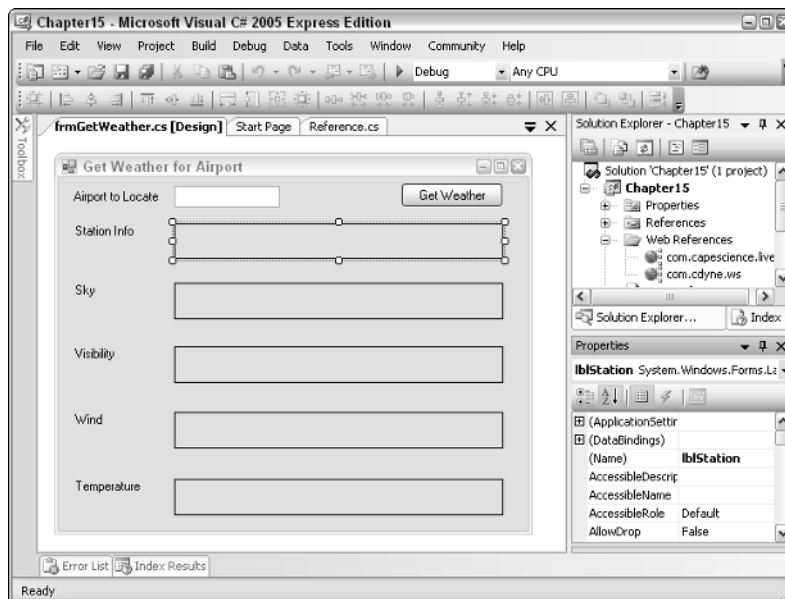 Chapter15 - Microsoft Visual C# 2005 Express Edition
File Edit View Project Build Debug Data Tools Window Community Help
Debug Any CPU
Toolbox
frmGetWeather.cs [Design] Start Page Reference.cs
Get Weather for Airport
Airport to Locate Get Weather
Station Info
Sky
Visibility
Wind
Temperature
Solution Explorer - Chapter15
Solution 'Chapter15' (1 project)
Chapter15
Properties
References
Web References
com.capescience.live
com.cdyne.ws
Solution Explorer... Index
Properties
lblStation System.Windows.Forms.La
(ApplicationSettin
(DataBindings)
(Name) lblStation
AccessibleDescrip
AccessibleName
AccessibleRole Default
AllowDrop False
Error List Index Results
Ready